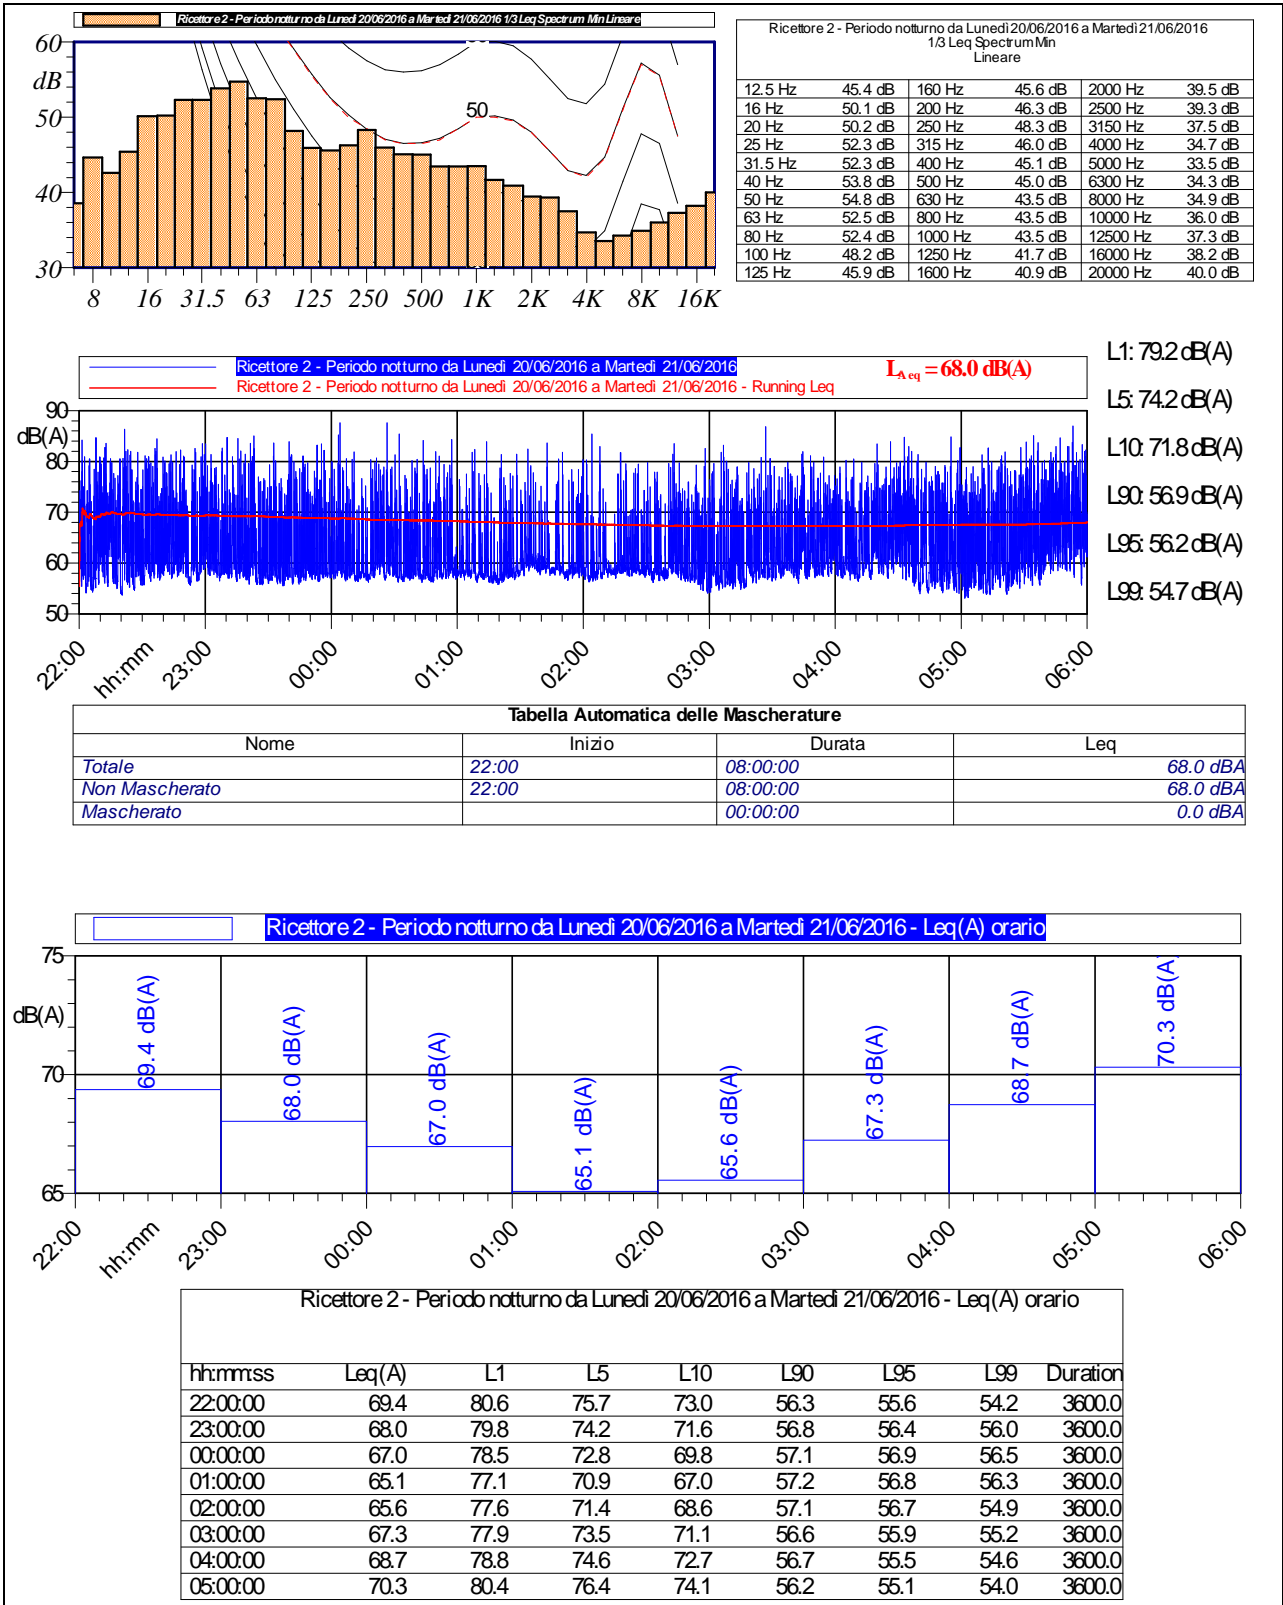 Ricettore 2 - Periodo notturno da Lunedì 20/06/2016 a Martedì 21/06/2016 1/3 Leq Spectrum Min Lineare
60
dB
50
40
30
50
8 16 31.5 63 125 250 500 1K 2K 4K 8K 16K
Ricettore 2 - Periodo notturno da Lunedì 20/06/2016 a Martedì 21/06/2016
1/3 Leq Spectrum Min
Lineare
12.5 Hz 45.4 dB 160 Hz 45.6 dB 2000 Hz 39.5 dB
16 Hz 50.1 dB 200 Hz 46.3 dB 2500 Hz 39.3 dB
20 Hz 50.2 dB 250 Hz 48.3 dB 3150 Hz 37.5 dB
25 Hz 52.3 dB 315 Hz 46.0 dB 4000 Hz 34.7 dB
31.5 Hz 52.3 dB 400 Hz 45.1 dB 5000 Hz 33.5 dB
40 Hz 53.8 dB 500 Hz 45.0 dB 6300 Hz 34.3 dB
50 Hz 54.8 dB 630 Hz 43.5 dB 8000 Hz 34.9 dB
63 Hz 52.5 dB 800 Hz 43.5 dB 10000 Hz 36.0 dB
80 Hz 52.4 dB 1000 Hz 43.5 dB 12500 Hz 37.3 dB
100 Hz 48.2 dB 1250 Hz 41.7 dB 16000 Hz 38.2 dB
125 Hz 45.9 dB 1600 Hz 40.9 dB 20000 Hz 40.0 dB
Ricettore 2 - Periodo notturno da Lunedì 20/06/2016 a Martedì 21/06/2016
Ricettore 2 - Periodo notturno da Lunedì 20/06/2016 a Martedì 21/06/2016 - Running Leq
LAeq = 68.0 dB(A)
90
dB(A)
80
70
60
50
22:00 hh:mm 23:00 00:00 01:00 02:00 03:00 04:00 05:00 06:00
L1: 79.2 dB(A)
L5: 74.2 dB(A)
L10: 71.8 dB(A)
L90: 56.9 dB(A)
L95: 56.2 dB(A)
L99: 54.7 dB(A)
Tabella Automatica delle Mascherature
Nome Inizio Durata Leq
Totale 22:00 08:00:00 68.0 dBA
Non Mascherato 22:00 08:00:00 68.0 dBA
Mascherato 00:00:00 0.0 dBA
Ricettore 2 - Periodo notturno da Lunedì 20/06/2016 a Martedì 21/06/2016 - Leq(A) orario
75
dB(A)
70
65
69.4 dB(A)
68.0 dB(A)
67.0 dB(A)
65.1 dB(A)
65.6 dB(A)
67.3 dB(A)
68.7 dB(A)
70.3 dB(A)
22:00 hh:mm 23:00 00:00 01:00 02:00 03:00 04:00 05:00 06:00
Ricettore 2 - Periodo notturno da Lunedì 20/06/2016 a Martedì 21/06/2016 - Leq(A) orario
hh:mm:ss Leq(A) L1 L5 L10 L90 L95 L99 Duration
22:00:00 69.4 80.6 75.7 73.0 56.3 55.6 54.2 3600.0
23:00:00 68.0 79.8 74.2 71.6 56.8 56.4 56.0 3600.0
00:00:00 67.0 78.5 72.8 69.8 57.1 56.9 56.5 3600.0
01:00:00 65.1 77.1 70.9 67.0 57.2 56.8 56.3 3600.0
02:00:00 65.6 77.6 71.4 68.6 57.1 56.7 54.9 3600.0
03:00:00 67.3 77.9 73.5 71.1 56.6 55.9 55.2 3600.0
04:00:00 68.7 78.8 74.6 72.7 56.7 55.5 54.6 3600.0
05:00:00 70.3 80.4 76.4 74.1 56.2 55.1 54.0 3600.0